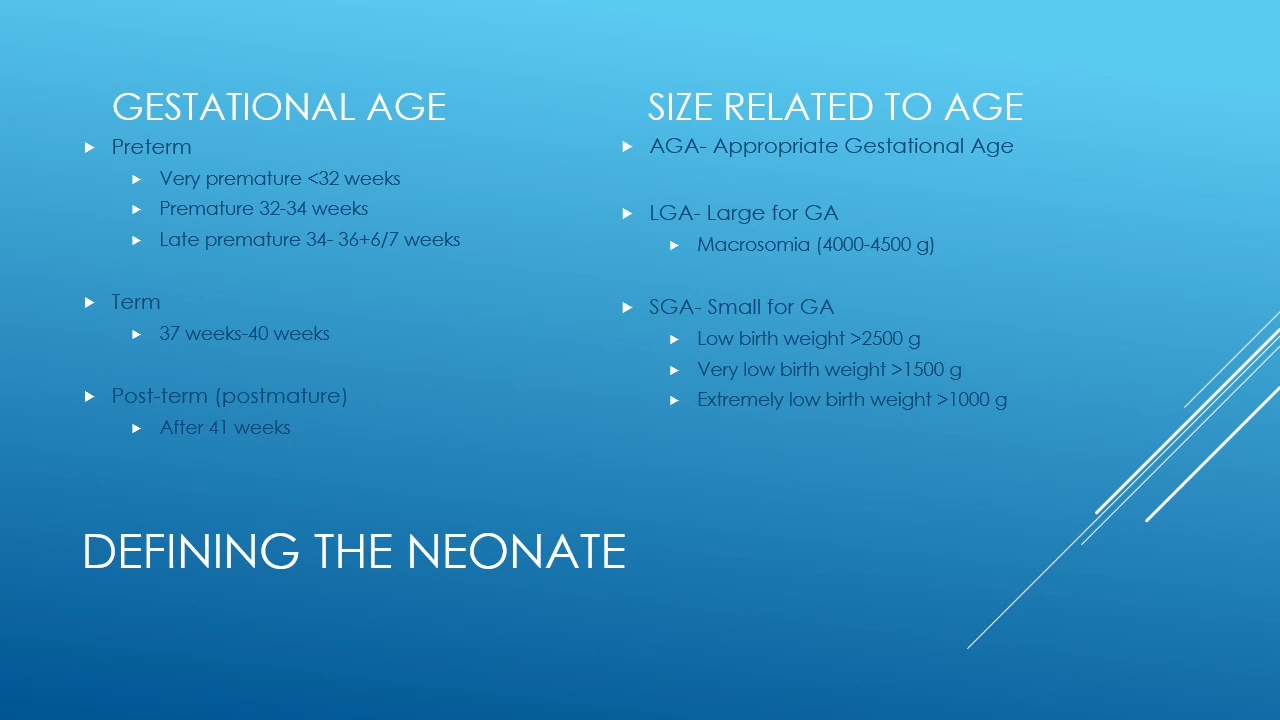 GESTATIONAL AGE
Preterm
Very premature <32 weeks
Premature 32-34 weeks
Late premature 34- 36+6/7 weeks
Term
37 weeks-40 weeks
Post-term (postmature)
After 41 weeks
SIZE RELATED TO AGE
AGA- Appropriate Gestational Age
LGA- Large for GA
Macrosomia (4000-4500 g)
SGA- Small for GA
Low birth weight >2500 g
Very low birth weight >1500 g
Extremely low birth weight >1000 g
DEFINING THE NEONATE